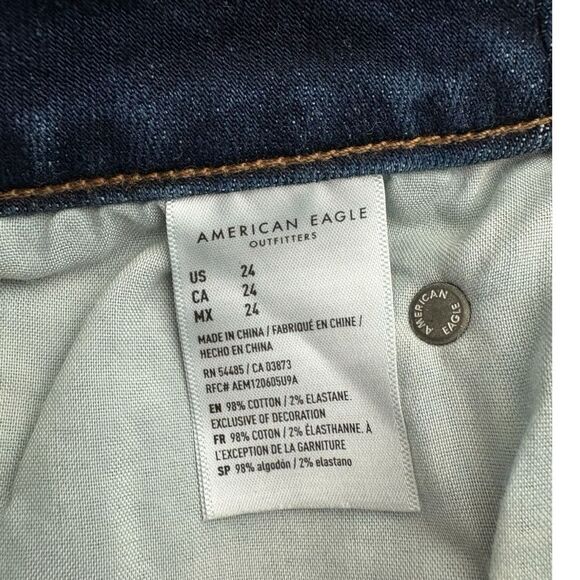 AMERICAN EAGLE
OUTFITTERS
US 24
CA 24
MX 24
MADE IN CHINA / FABRIQUÉ EN CHINE /
HECHO EN CHINA
RN 54485 / CA 03873
RFC# AEM120605U9A
EN 98% COTTON / 2% ELASTANE.
EXCLUSIVE OF DECORATION
FR 98% COTON / 2% ÉLASTHANNE. À
L'EXCEPTION DE LA GARNITURE
SP 98% algodón / 2% elastano
AMERICAN
EAGLE